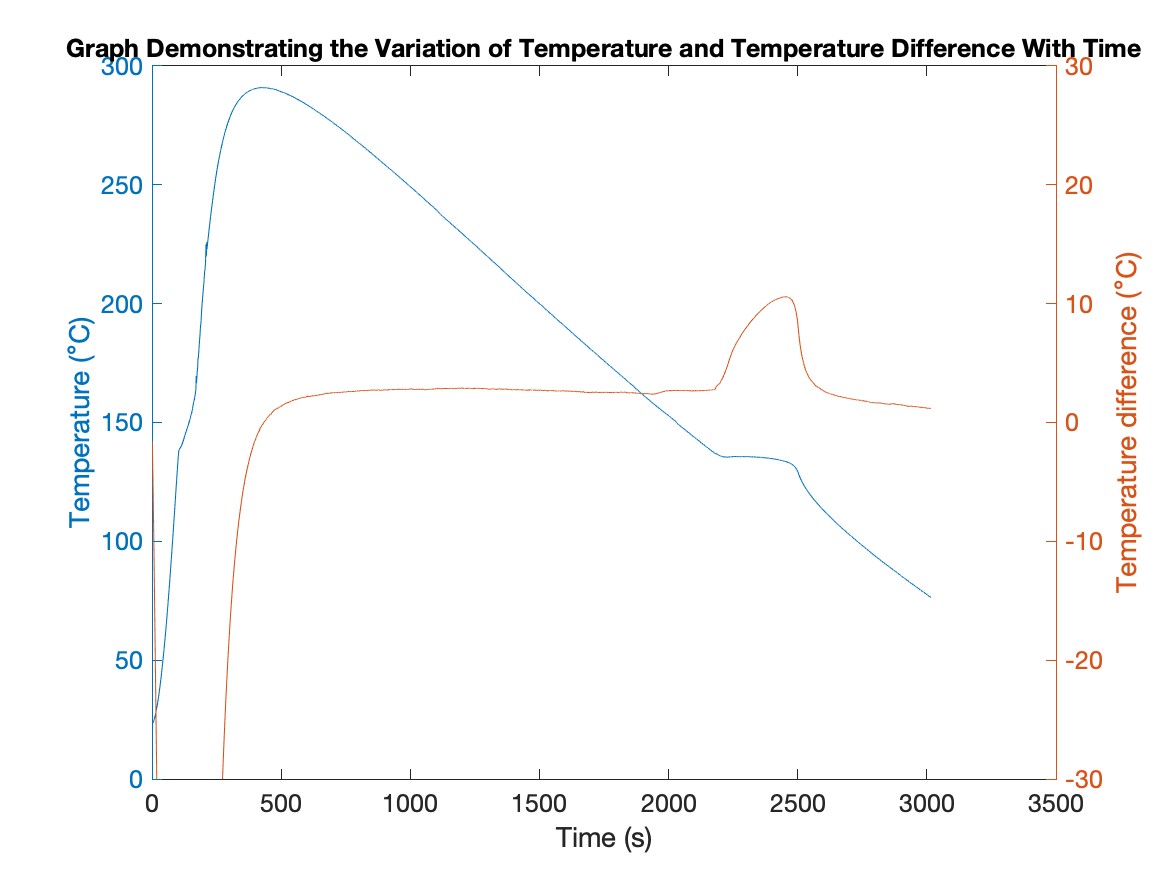 Graph Demonstrating the Variation of Temperature and Temperature Difference With Time
300
250
200
150
100
50
0
Temperature (°C)
30
20
10
0
-10
-20
-30
Temperature difference (°C)
0 500 1000 1500 2000 2500 3000 3500
Time (s)